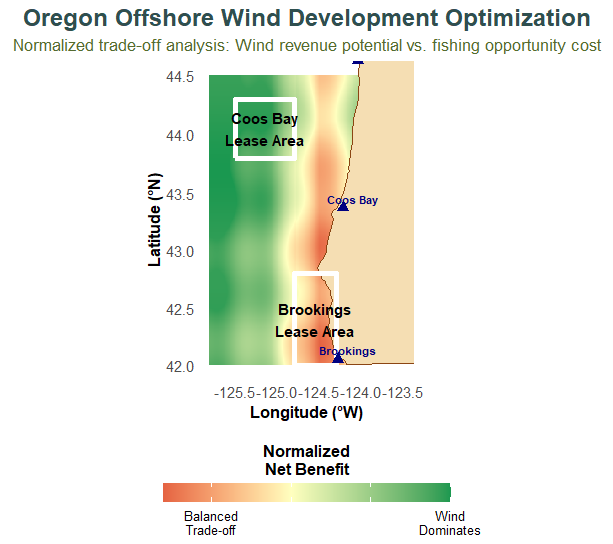 Oregon Offshore Wind Development Optimization
Normalized trade-off analysis: Wind revenue potential vs. fishing opportunity cost
44.5
44.0
43.5
43.0
42.5
42.0
Latitude (°N)
Coos Bay
Lease Area
Coos Bay
Brookings
Lease Area
Brookings
-125.5 -125.0 -124.5 -124.0 -123.5
Longitude (°W)
Normalized
Net Benefit
Balanced
Trade-off
Wind
Dominates